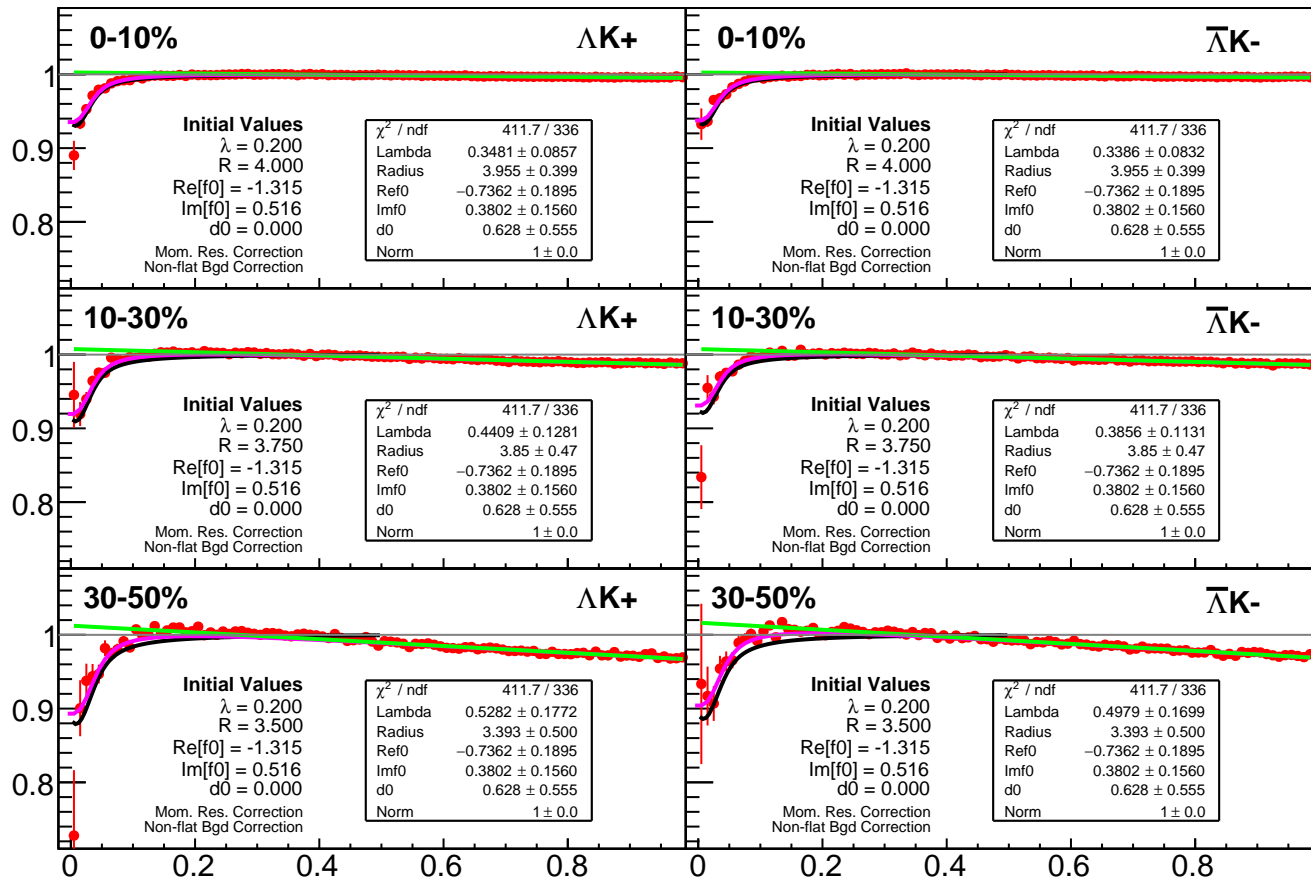 0-10%
ΛK+
1
0.9
0.8
Initial Values
λ = 0.200
R = 4.000
Re[f0] = -1.315
Im[f0] = 0.516
d0 = 0.000
Mom. Res. Correction
Non-flat Bgd Correction
χ² / ndf 411.7 / 336
Lambda 0.3481 ± 0.0857
Radius 3.955 ± 0.399
Ref0 −0.7362 ± 0.1895
Imf0 0.3802 ± 0.1560
d0 0.628 ± 0.555
Norm 1 ± 0.0
0-10%
Λ̅K-
Initial Values
λ = 0.200
R = 4.000
Re[f0] = -1.315
Im[f0] = 0.516
d0 = 0.000
Mom. Res. Correction
Non-flat Bgd Correction
χ² / ndf 411.7 / 336
Lambda 0.3386 ± 0.0832
Radius 3.955 ± 0.399
Ref0 −0.7362 ± 0.1895
Imf0 0.3802 ± 0.1560
d0 0.628 ± 0.555
Norm 1 ± 0.0
10-30%
ΛK+
1
0.9
0.8
Initial Values
λ = 0.200
R = 3.750
Re[f0] = -1.315
Im[f0] = 0.516
d0 = 0.000
Mom. Res. Correction
Non-flat Bgd Correction
χ² / ndf 411.7 / 336
Lambda 0.4409 ± 0.1281
Radius 3.85 ± 0.47
Ref0 −0.7362 ± 0.1895
Imf0 0.3802 ± 0.1560
d0 0.628 ± 0.555
Norm 1 ± 0.0
10-30%
Λ̅K-
Initial Values
λ = 0.200
R = 3.750
Re[f0] = -1.315
Im[f0] = 0.516
d0 = 0.000
Mom. Res. Correction
Non-flat Bgd Correction
χ² / ndf 411.7 / 336
Lambda 0.3856 ± 0.1131
Radius 3.85 ± 0.47
Ref0 −0.7362 ± 0.1895
Imf0 0.3802 ± 0.1560
d0 0.628 ± 0.555
Norm 1 ± 0.0
30-50%
ΛK+
1
0.9
0.8
Initial Values
λ = 0.200
R = 3.500
Re[f0] = -1.315
Im[f0] = 0.516
d0 = 0.000
Mom. Res. Correction
Non-flat Bgd Correction
χ² / ndf 411.7 / 336
Lambda 0.5282 ± 0.1772
Radius 3.393 ± 0.500
Ref0 −0.7362 ± 0.1895
Imf0 0.3802 ± 0.1560
d0 0.628 ± 0.555
Norm 1 ± 0.0
30-50%
Λ̅K-
Initial Values
λ = 0.200
R = 3.500
Re[f0] = -1.315
Im[f0] = 0.516
d0 = 0.000
Mom. Res. Correction
Non-flat Bgd Correction
χ² / ndf 411.7 / 336
Lambda 0.4979 ± 0.1699
Radius 3.393 ± 0.500
Ref0 −0.7362 ± 0.1895
Imf0 0.3802 ± 0.1560
d0 0.628 ± 0.555
Norm 1 ± 0.0
0 0.2 0.4 0.6 0.8 0 0.2 0.4 0.6 0.8